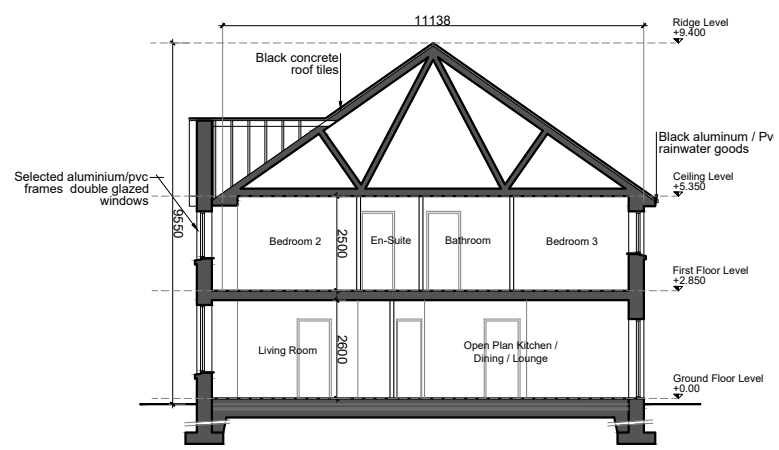 11138
Ridge Level
+9.400
Black concrete
roof tiles
Black aluminum / Pv
rainwater goods
Selected aluminium/pvc
frames double glazed
windows
Ceiling Level
+5.350
9550
Bedroom 2
2500
En-Suite
Bathroom
Bedroom 3
First Floor Level
+2.850
Living Room
2600
Open Plan Kitchen /
Dining / Lounge
Ground Floor Level
+0.00